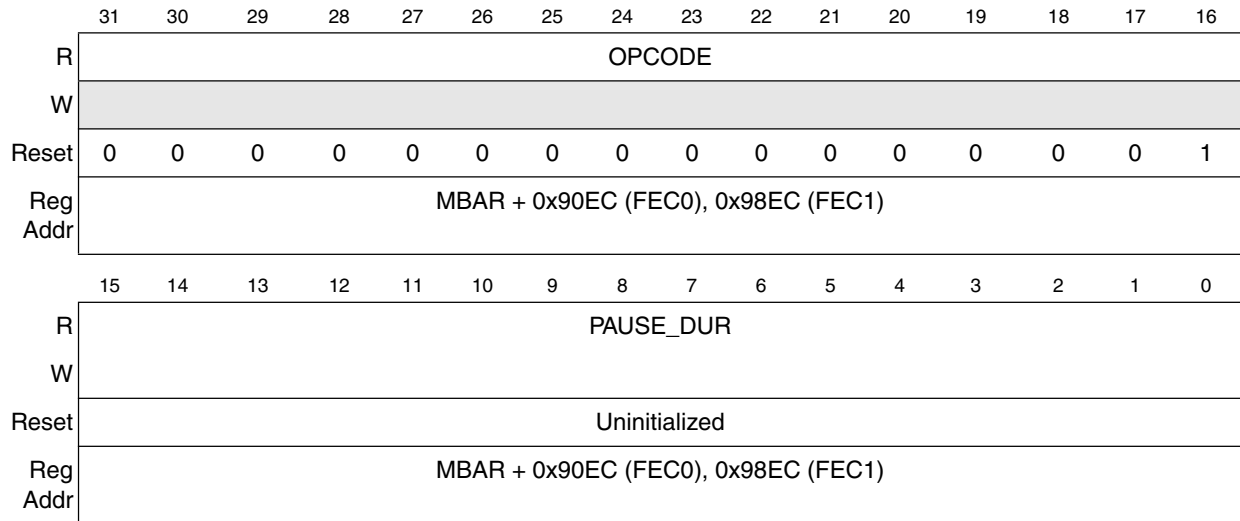 31 30 29 28 27 26 25 24 23 22 21 20 19 18 17 16
R OPCODE
W
Reset 0 0 0 0 0 0 0 0 0 0 0 0 0 0 0 1
Reg MBAR + 0x90EC (FEC0), 0x98EC (FEC1)
Addr
15 14 13 12 11 10 9 8 7 6 5 4 3 2 1 0
R PAUSE_DUR
W
Reset Uninitialized
Reg MBAR + 0x90EC (FEC0), 0x98EC (FEC1)
Addr